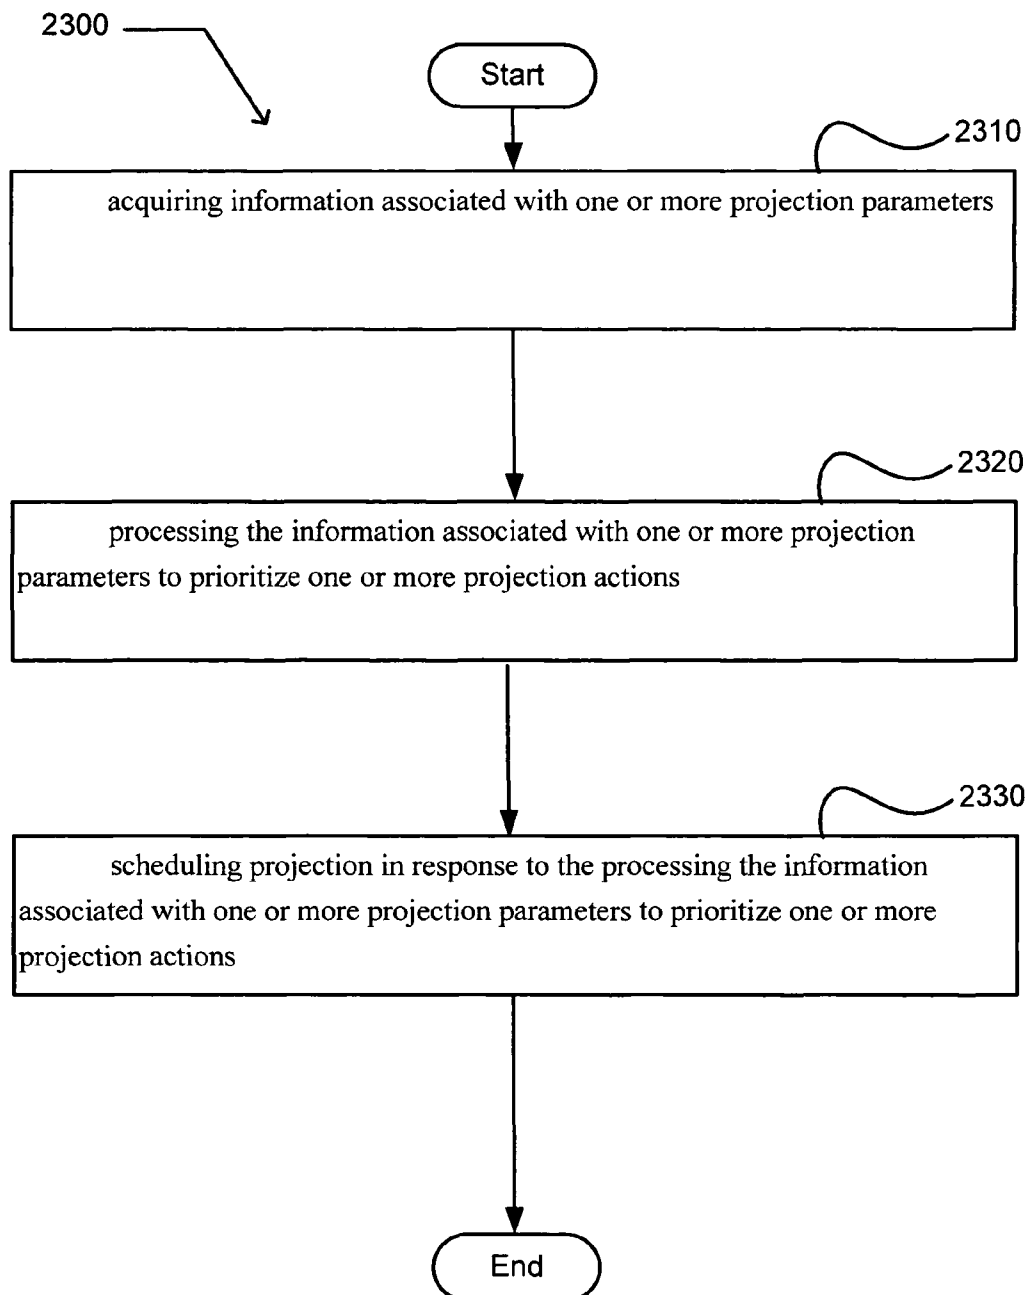 2300
Start
2310
acquiring information associated with one or more projection parameters
2320
processing the information associated with one or more projection
parameters to prioritize one or more projection actions
2330
scheduling projection in response to the processing the information
associated with one or more projection parameters to prioritize one or more
projection actions
End